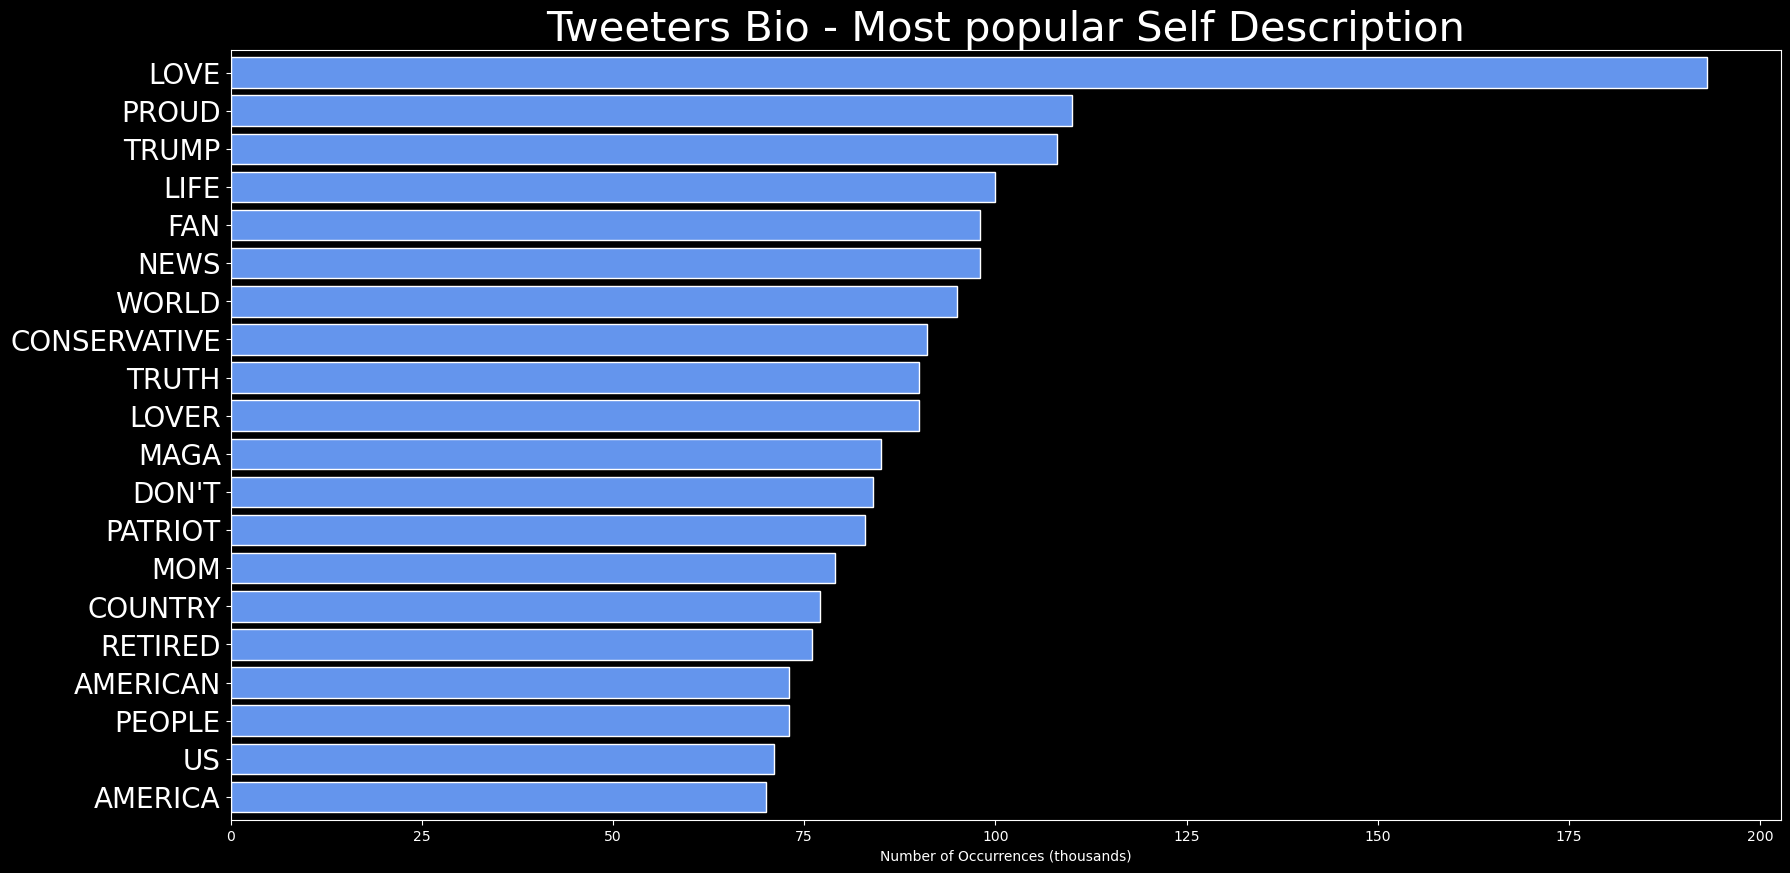 Tweeters Bio - Most popular Self Description
LOVE
PROUD
TRUMP
LIFE
FAN
NEWS
WORLD
CONSERVATIVE
TRUTH
LOVER
MAGA
DON'T
PATRIOT
MOM
COUNTRY
RETIRED
AMERICAN
PEOPLE
US
AMERICA
0 25 50 75 100 125 150 175 200
Number of Occurrences (thousands)